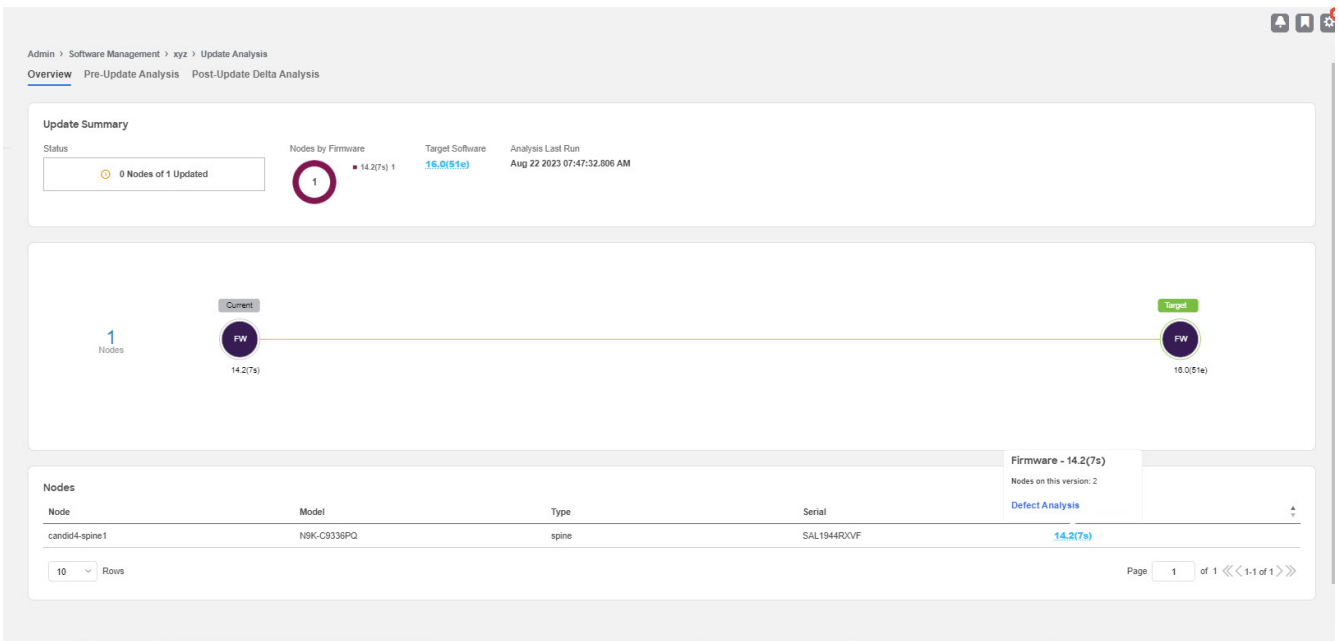 Admin > Software Management > xyz > Update Analysis
Overview Pre-Update Analysis Post-Update Delta Analysis
Update Summary
Status Nodes by Firmware Target Software Analysis Last Run
0 Nodes of 1 Updated 1 14.2(7s) 1 16.0(51e) Aug 22 2023 07:47:32.806 AM
Current Target
1 FW FW
Nodes
14.2(7s) 16.0(51e)
Firmware - 14.2(7s)
Nodes on this version: 2
Defect Analysis
Nodes
Node Model Type Serial
candid4-spine1 N9K-C9336PQ spine SAL1944RXVF 14.2(7s)
10 Rows Page 1 of 1 1-1 of 1